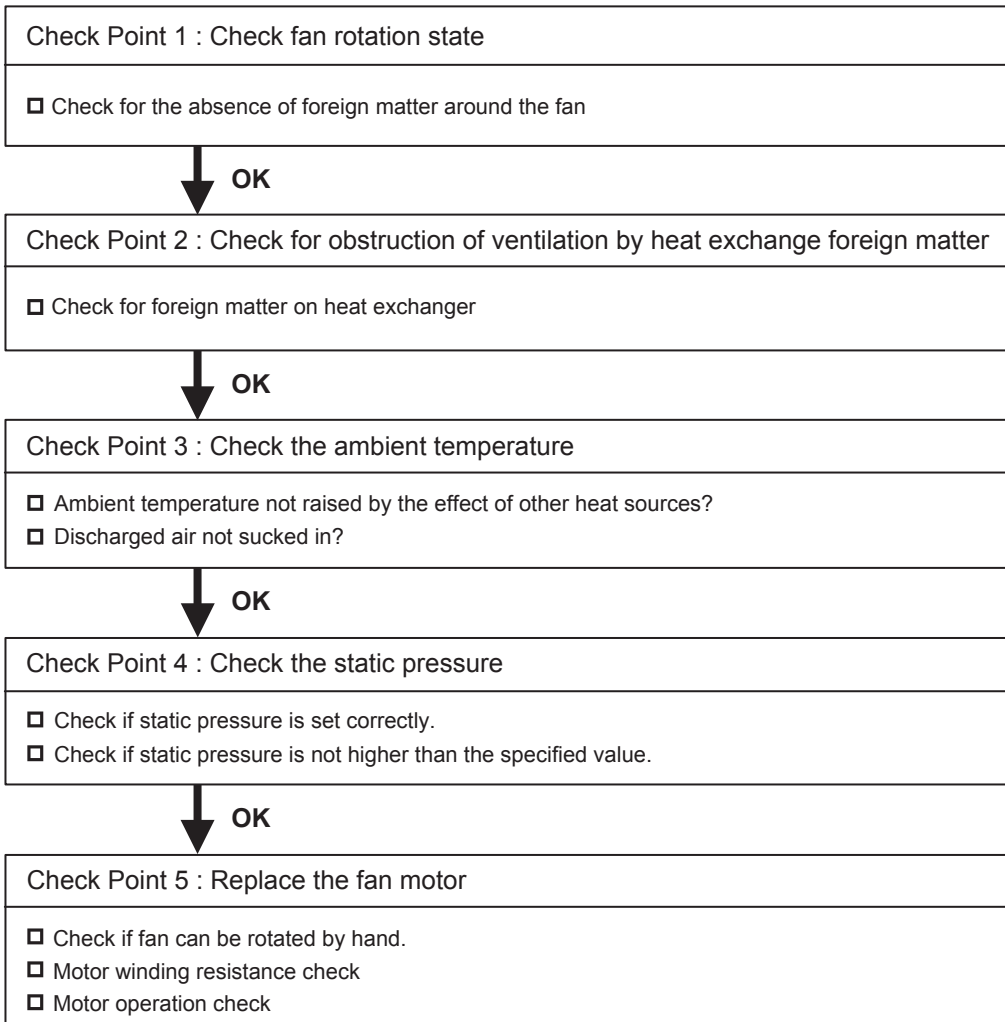 Check Point 1 : Check fan rotation state
☐ Check for the absence of foreign matter around the fan
OK
Check Point 2 : Check for obstruction of ventilation by heat exchange foreign matter
☐ Check for foreign matter on heat exchanger
OK
Check Point 3 : Check the ambient temperature
☐ Ambient temperature not raised by the effect of other heat sources?
☐ Discharged air not sucked in?
OK
Check Point 4 : Check the static pressure
☐ Check if static pressure is set correctly.
☐ Check if static pressure is not higher than the specified value.
OK
Check Point 5 : Replace the fan motor
☐ Check if fan can be rotated by hand.
☐ Motor winding resistance check
☐ Motor operation check